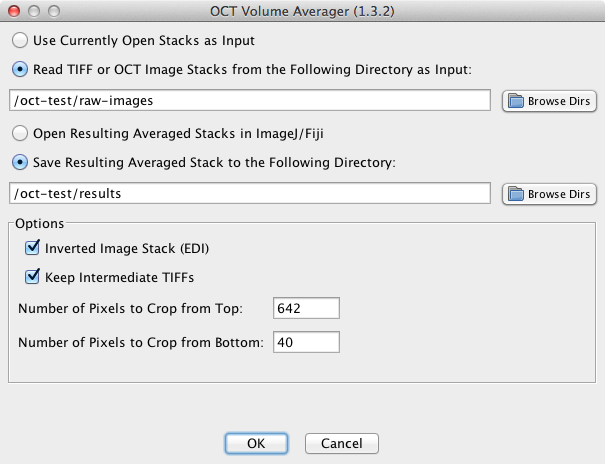 OCT Volume Averager (1.3.2)
Use Currently Open Stacks as Input
Read TIFF or OCT Image Stacks from the Following Directory as Input:
/oct-test/raw-images Browse Dirs
Open Resulting Averaged Stacks in ImageJ/Fiji
Save Resulting Averaged Stack to the Following Directory:
/oct-test/results Browse Dirs
Options
Inverted Image Stack (EDI)
Keep Intermediate TIFFs
Number of Pixels to Crop from Top: 642
Number of Pixels to Crop from Bottom: 40
OK Cancel